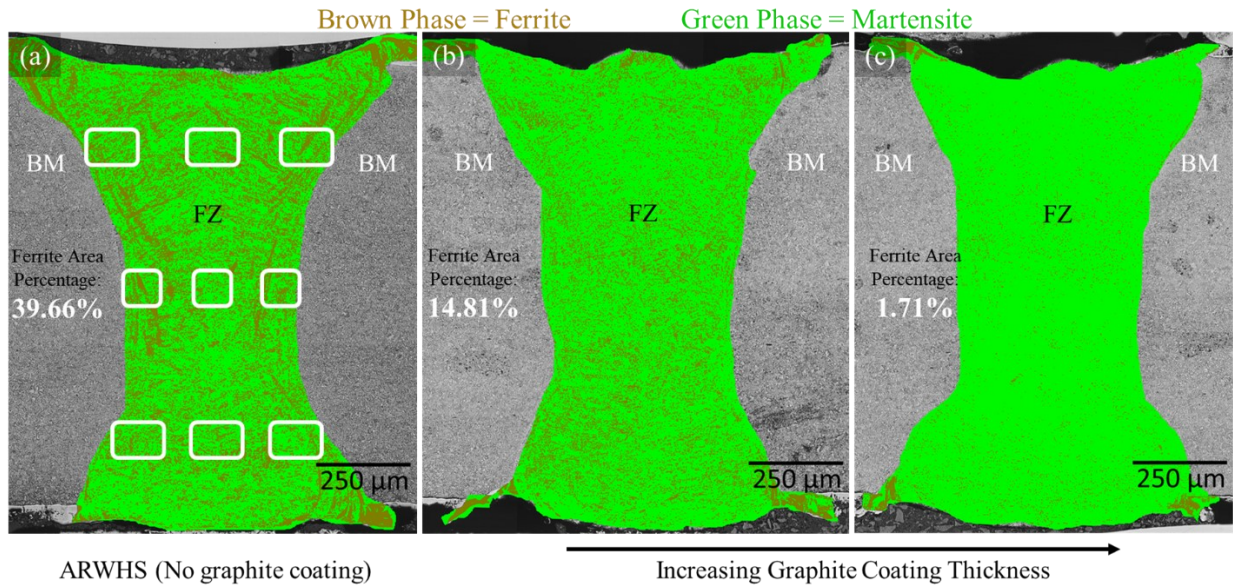 Brown Phase = Ferrite
Green Phase = Martensite
(a)
BM
BM
FZ
Ferrite Area
Percentage:
39.66%
250 µm
(b)
BM
BM
FZ
Ferrite Area
Percentage:
14.81%
250 µm
(c)
BM
BM
FZ
Ferrite Area
Percentage:
1.71%
250 µm
ARWHS (No graphite coating)
Increasing Graphite Coating Thickness